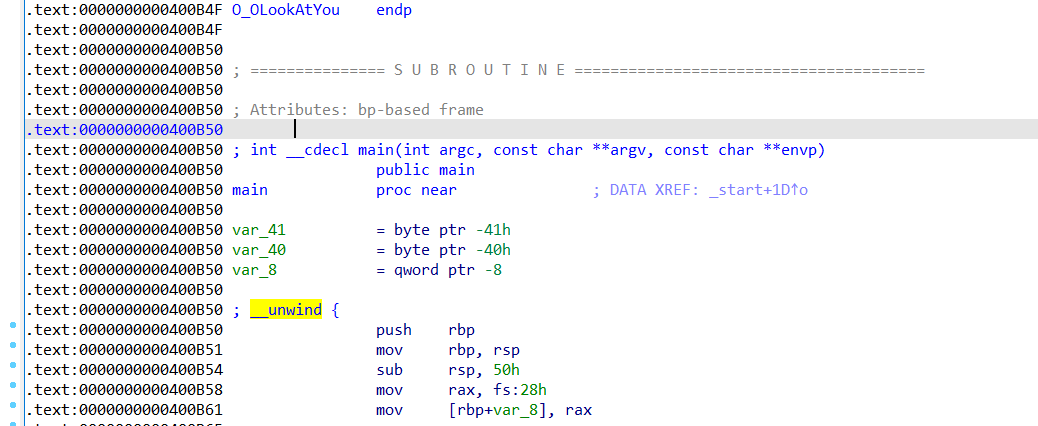 .text:0000000000400B4F O_OLookAtYou    endp
.text:0000000000400B4F
.text:0000000000400B50
.text:0000000000400B50 ; =============== S U B R O U T I N E =======================================
.text:0000000000400B50
.text:0000000000400B50 ; Attributes: bp-based frame
.text:0000000000400B50
.text:0000000000400B50 ; int __cdecl main(int argc, const char **argv, const char **envp)
.text:0000000000400B50                 public main
.text:0000000000400B50 main            proc near               ; DATA XREF: _start+1D↑o
.text:0000000000400B50
.text:0000000000400B50 var_41          = byte ptr -41h
.text:0000000000400B50 var_40          = byte ptr -40h
.text:0000000000400B50 var_8           = qword ptr -8
.text:0000000000400B50
.text:0000000000400B50 ; __unwind {
.text:0000000000400B50                 push    rbp
.text:0000000000400B51                 mov     rbp, rsp
.text:0000000000400B54                 sub     rsp, 50h
.text:0000000000400B58                 mov     rax, fs:28h
.text:0000000000400B61                 mov     [rbp+var_8], rax